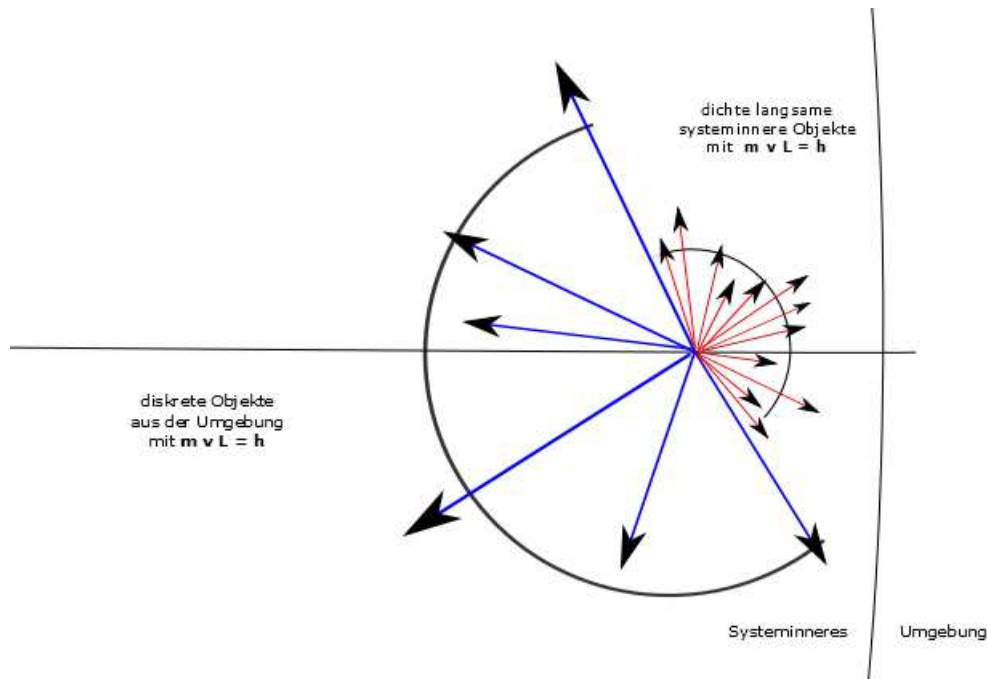 dichte langsame
systeminnere Objekte
mit m v L = h
diskrete Objekte
aus der Umgebung
mit m v L = h
Systeminneres
Umgebung